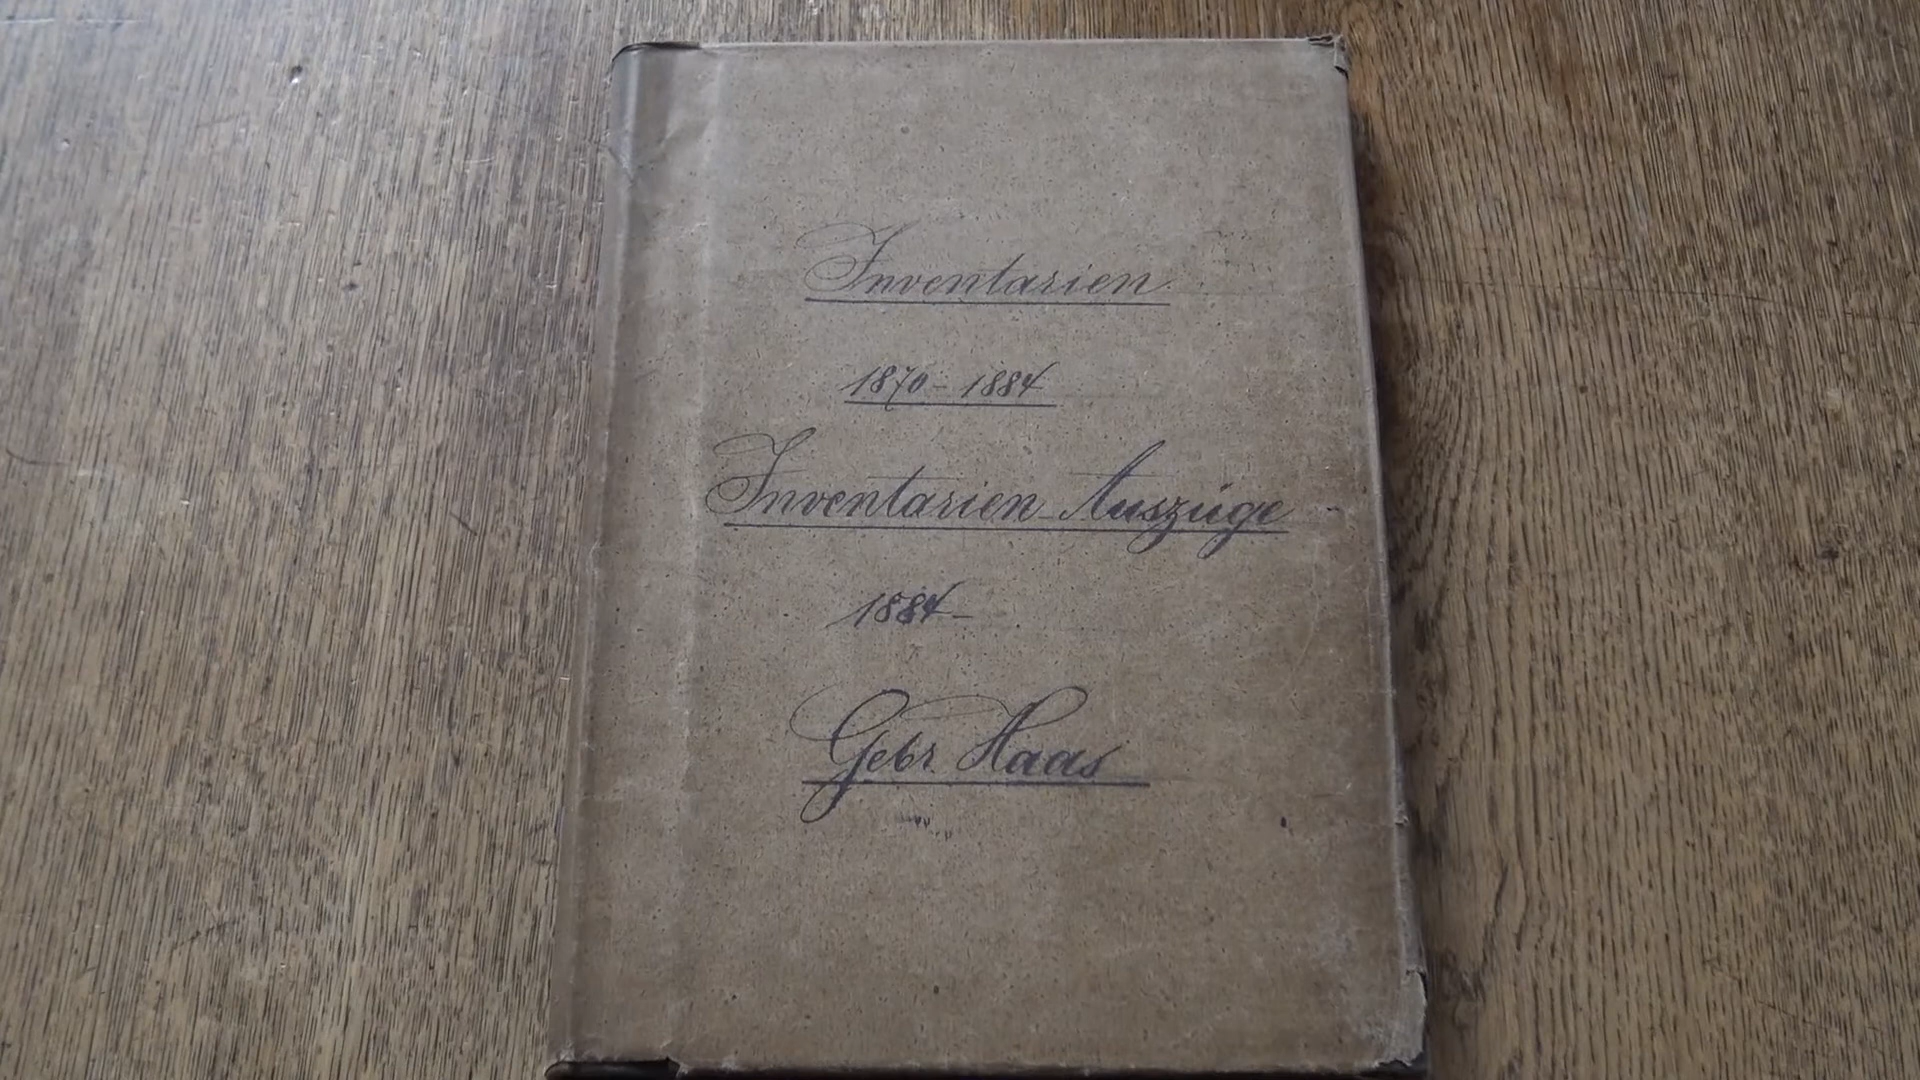 Inventarien.
1870 - 1884
Inventarien Auszüge
1884 -
Gebr. Haas